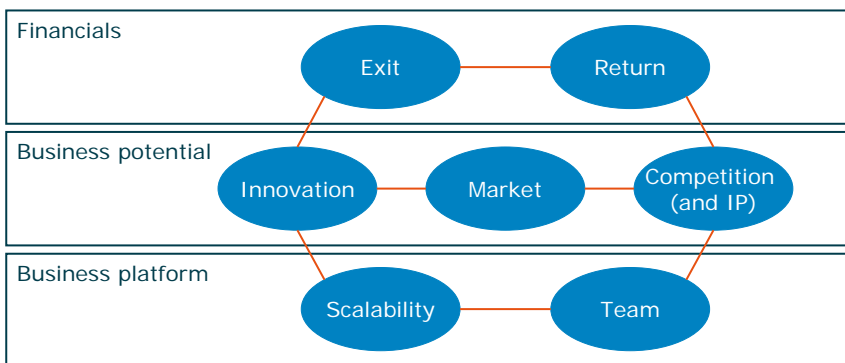 Financials
Exit
Return
Business potential
Innovation
Market
Competition
(and IP)
Business platform
Scalability
Team